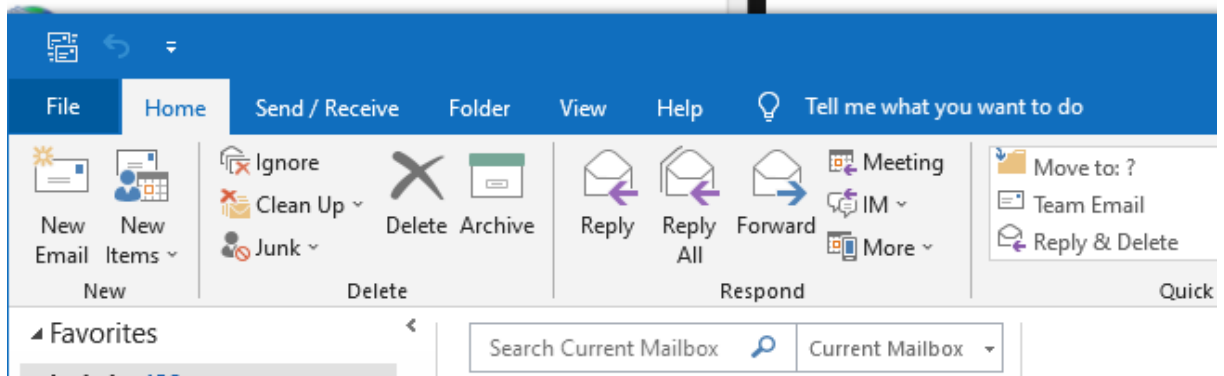 File Home Send / Receive Folder View Help Tell me what you want to do
New Email
New Items
Ignore
Clean Up
Junk
Delete
Archive
Reply
Reply All
Forward
Meeting
IM
More
Move to: ?
Team Email
Reply & Delete
New Delete Respond Quick
Favorites
Search Current Mailbox Current Mailbox